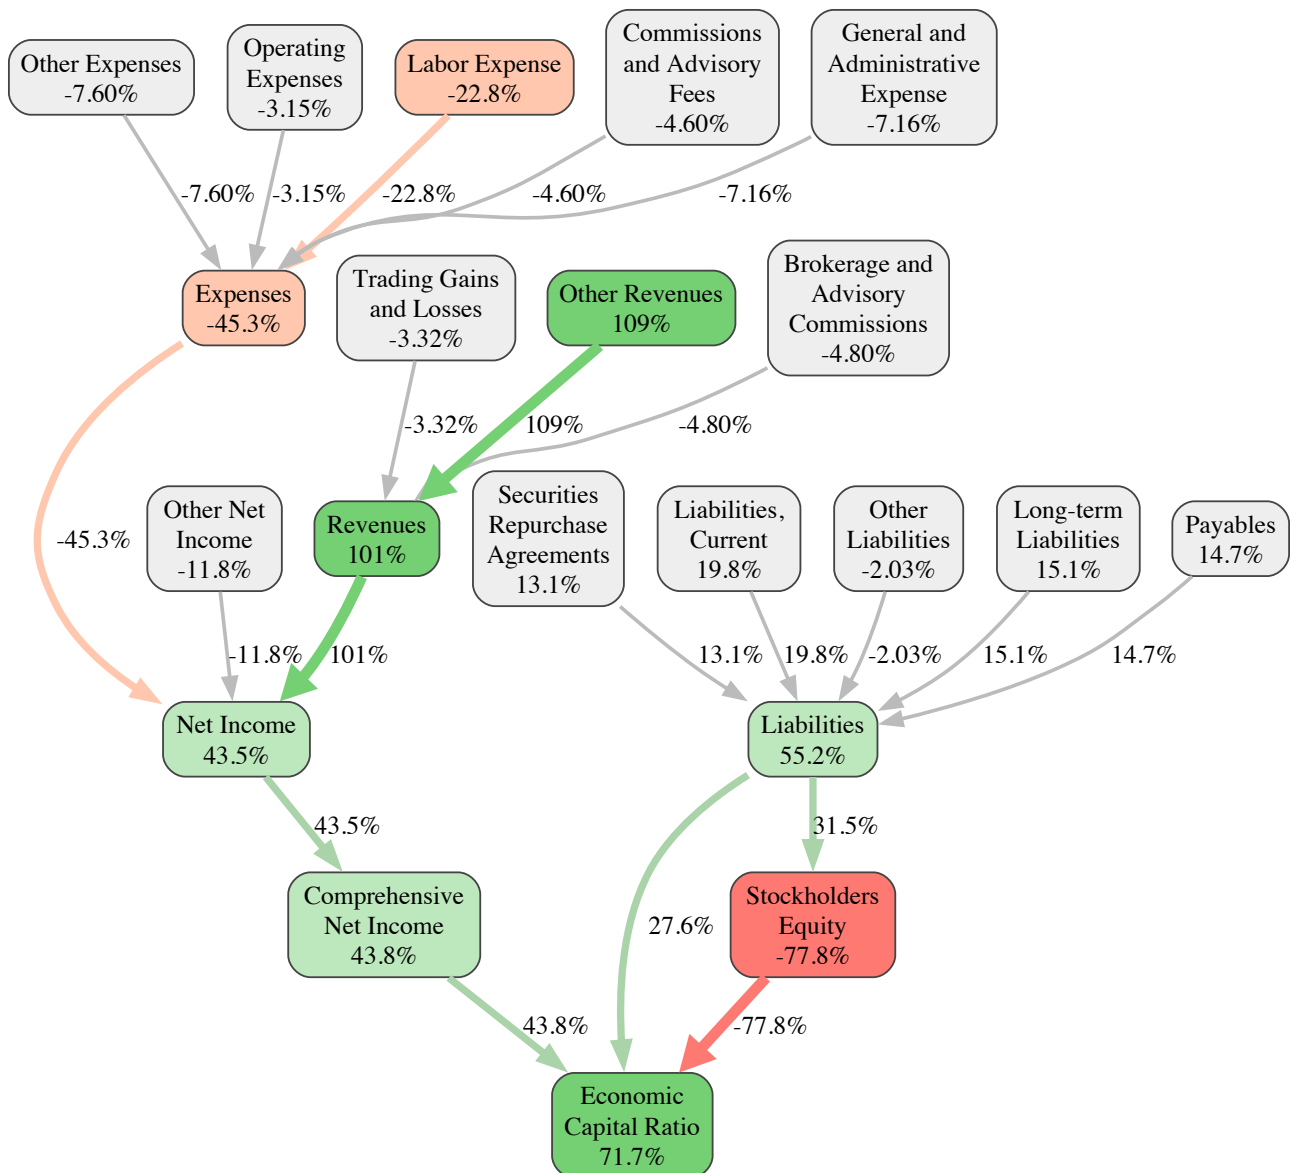 Other Expenses
-7.60%
Operating
Expenses
-3.15%
Labor Expense
-22.8%
Commissions
and Advisory
Fees
-4.60%
General and
Administrative
Expense
-7.16%
-7.60%
-3.15%
-22.8%
-4.60%
-7.16%
Expenses
-45.3%
Trading Gains
and Losses
-3.32%
Other Revenues
109%
Brokerage and
Advisory
Commissions
-4.80%
-3.32%
109%
-4.80%
-45.3%
Other Net
Income
-11.8%
Revenues
101%
Securities
Repurchase
Agreements
13.1%
Liabilities,
Current
19.8%
Other
Liabilities
-2.03%
Long-term
Liabilities
15.1%
Payables
14.7%
-11.8%
101%
13.1%
19.8%
-2.03%
15.1%
14.7%
Net Income
43.5%
Liabilities
55.2%
43.5%
31.5%
Comprehensive
Net Income
43.8%
27.6%
Stockholders
Equity
-77.8%
43.8%
-77.8%
Economic
Capital Ratio
71.7%